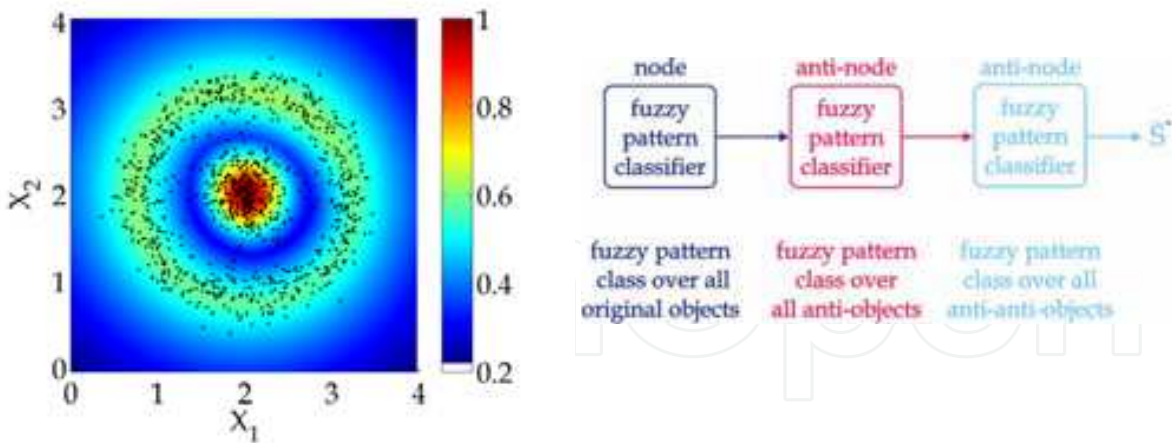 4
3
2
1
0
X2
0 1 2 3 4
X1
1
0.8
0.6
0.4
0.2
node
fuzzy
pattern
classifier
anti-node
fuzzy
pattern
classifier
anti-node
fuzzy
pattern
classifier
fuzzy pattern
class over all
original objects
fuzzy pattern
class over
all anti-objects
fuzzy pattern
class over all
anti-anti-objects